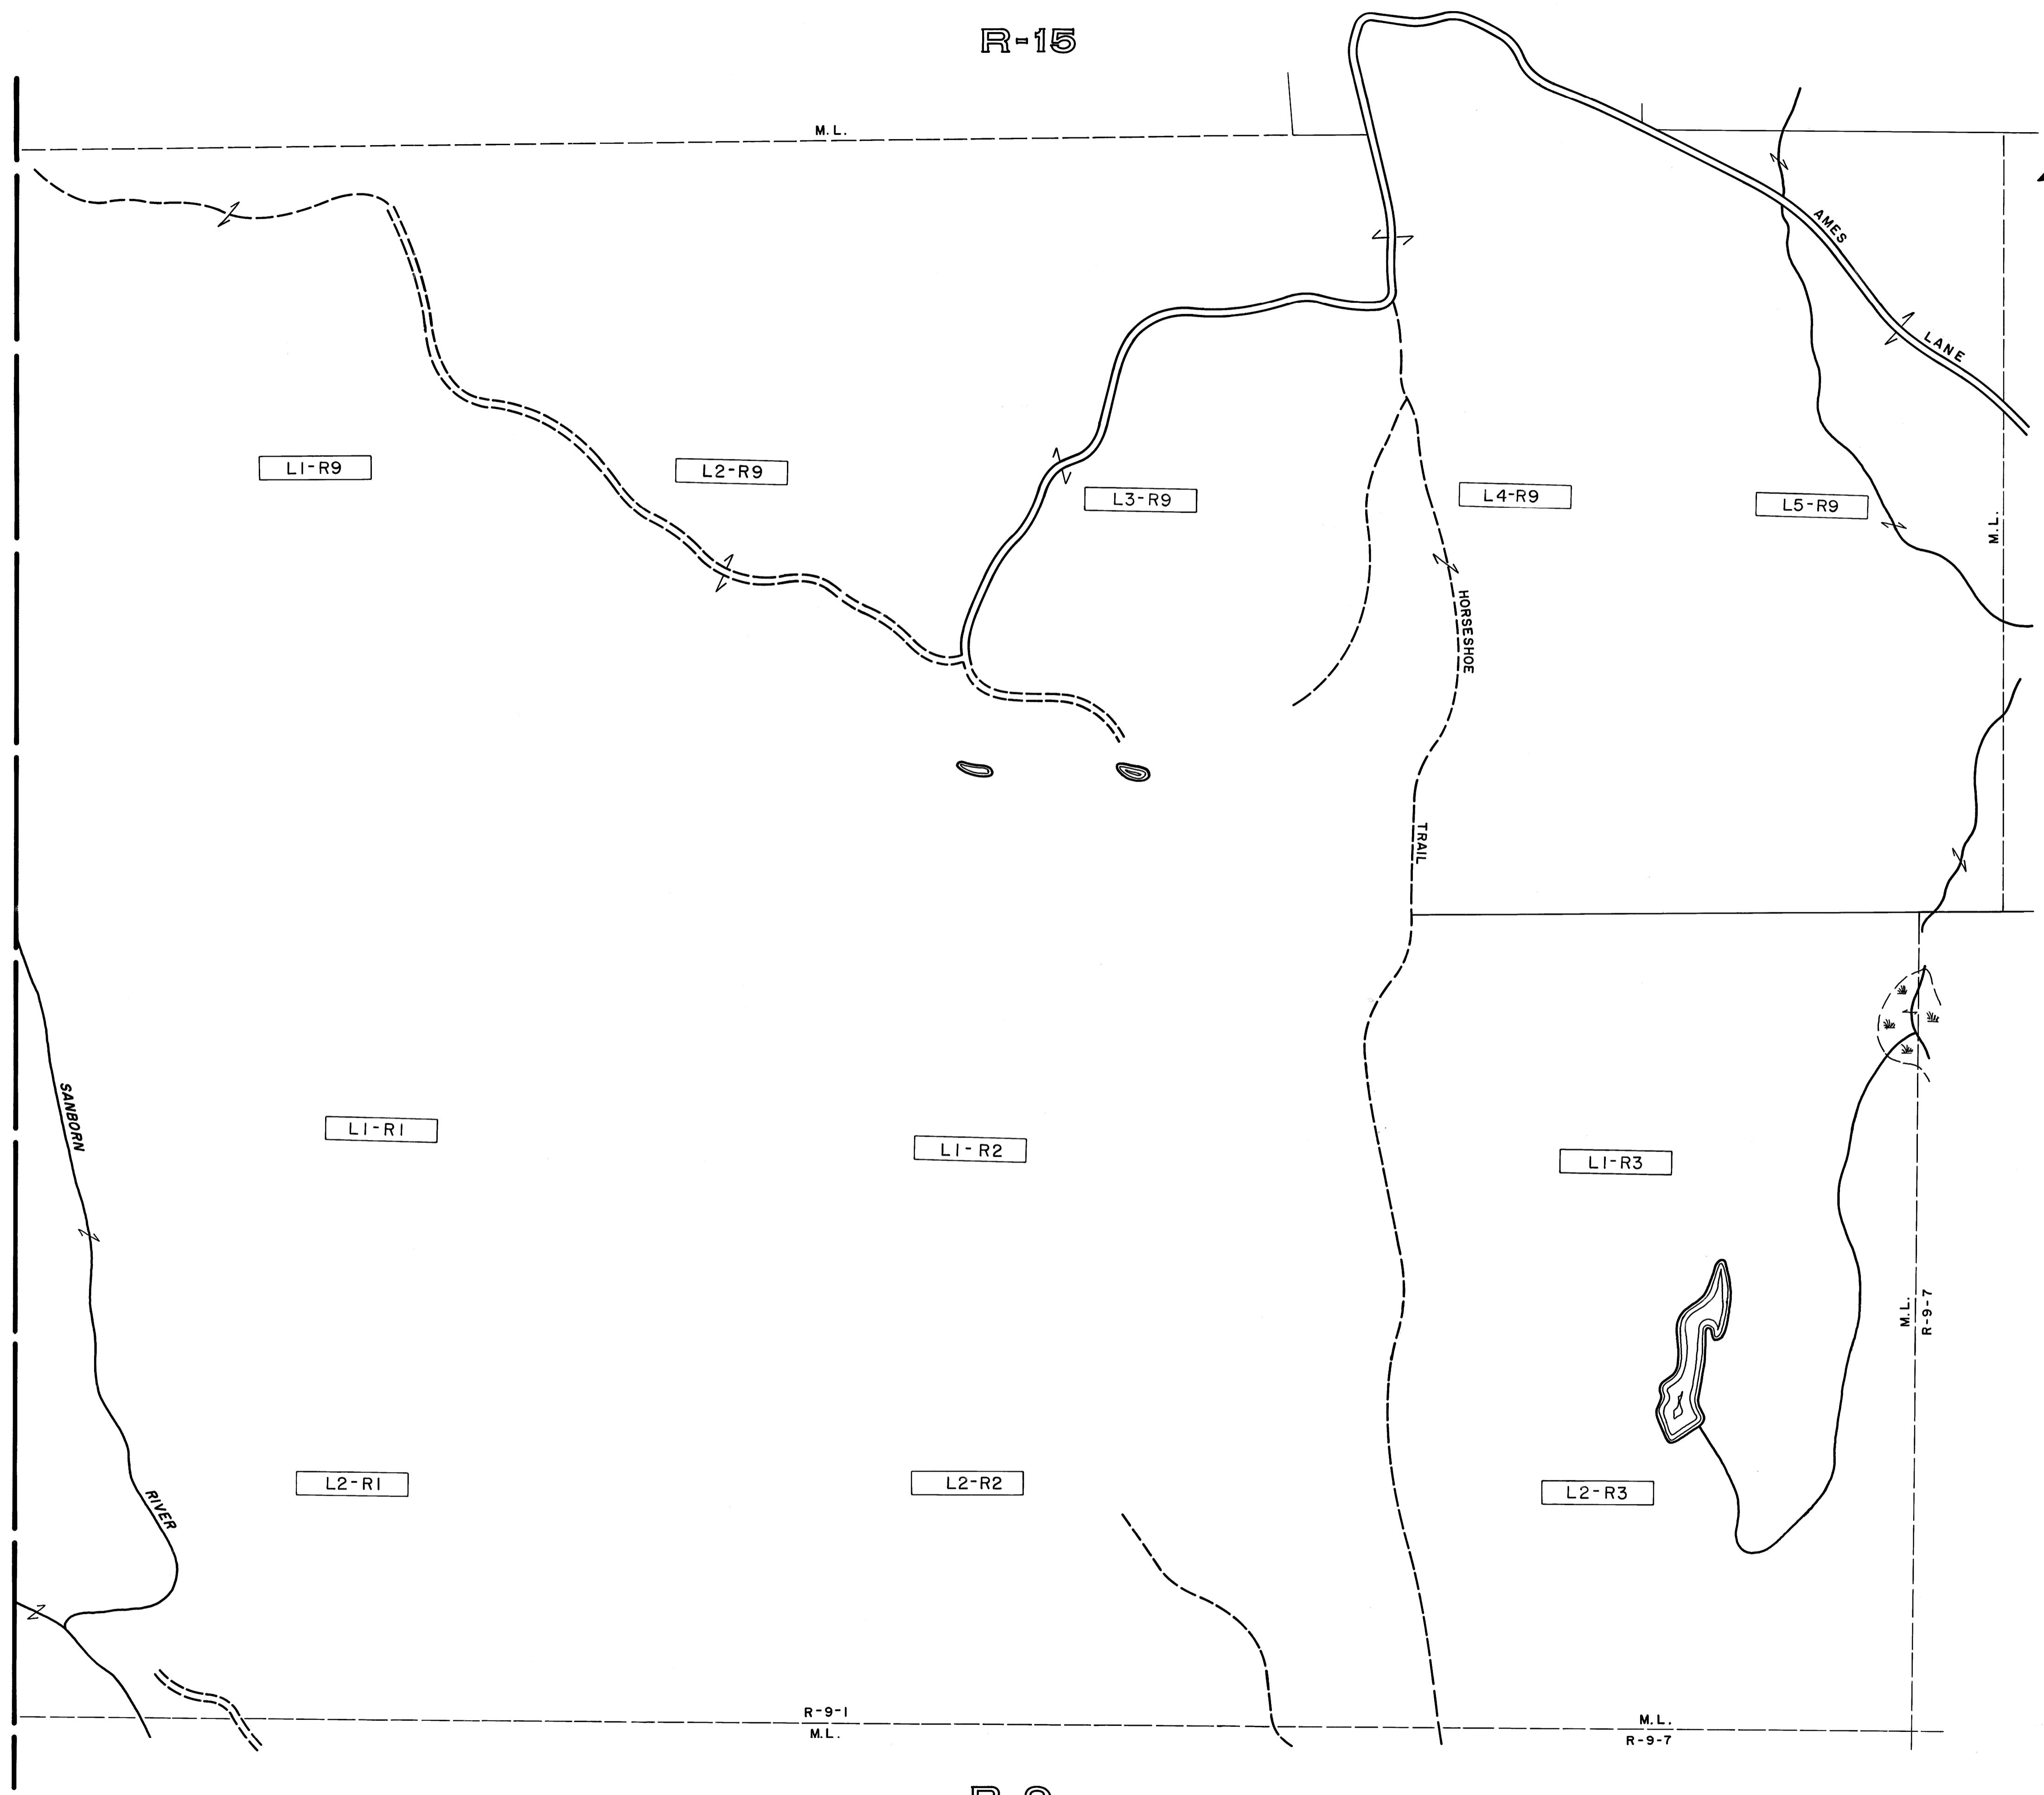 R-15
M.L.
AMES
LANE
L1-R9
L2-R9
L3-R9
L4-R9
L5-R9
M.L.
HORSESHOE
TRAIL
SANBORN
L1-R1
L1-R2
L1-R3
M.L.
R-9-7
RIVER
L2-R1
L2-R2
L2-R3
R-9-1
M.L.
M.L.
R-9-7